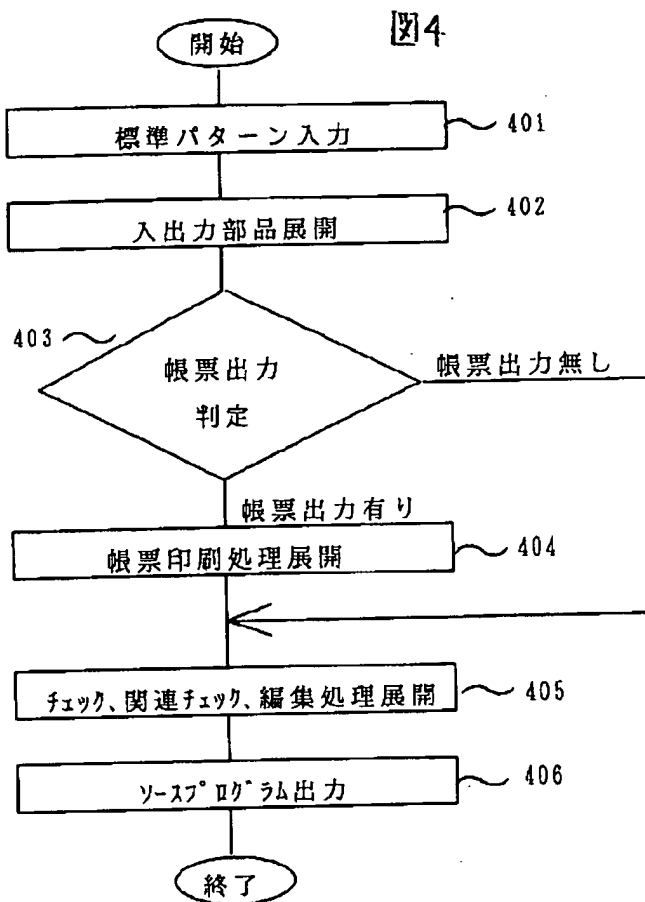 図4
開始
標準パターン入力
401
入出力部品展開
402
403
帳票出力
判定
帳票出力無し
帳票出力有り
帳票印刷処理展開
404
チェック、関連チェック、編集処理展開
405
ソースプログラム出力
406
終了